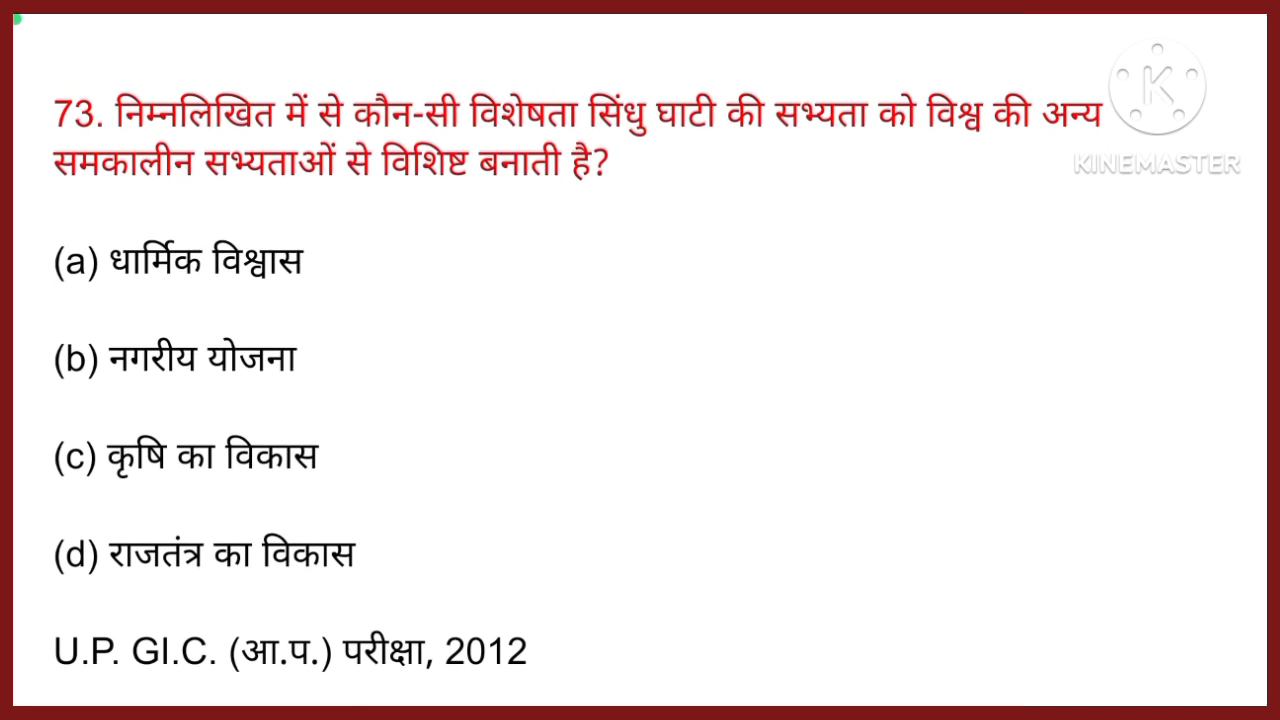 73. निम्नलिखित में से कौन-सी विशेषता सिंधु घाटी की सभ्यता को विश्व की अन्य
समकालीन सभ्यताओं से विशिष्ट बनाती है?
(a) धार्मिक विश्वास
(b) नगरीय योजना
(c) कृषि का विकास
(d) राजतंत्र का विकास
U.P. GI.C. (आ.प.) परीक्षा, 2012
K
KINEMASTER